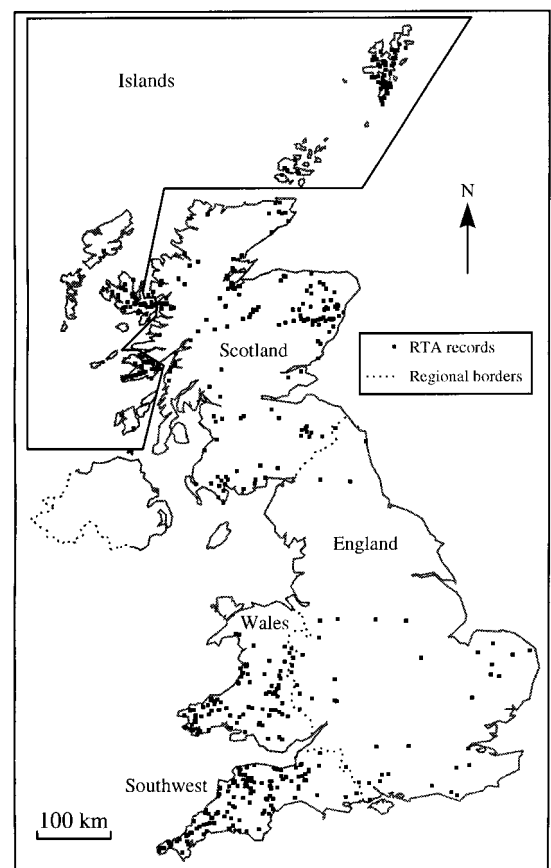 Islands
N
Scotland
RTA records
Regional borders
England
Wales
Southwest
100 km